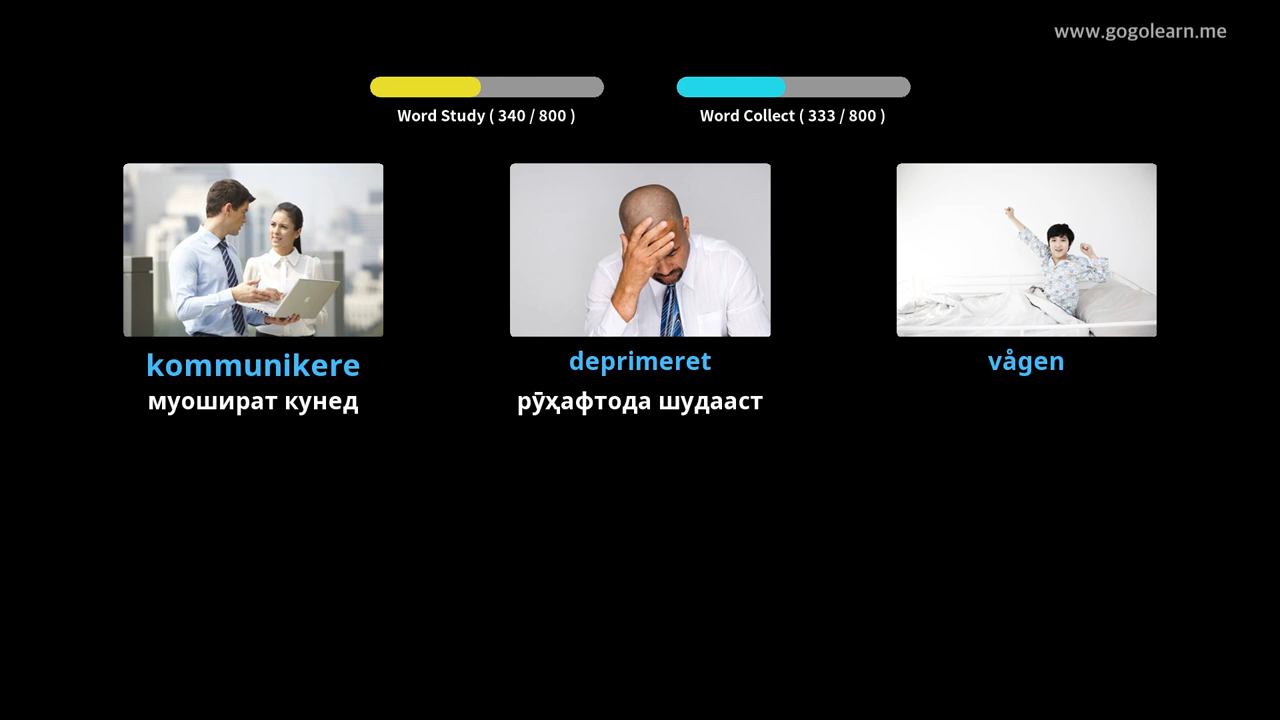 www.gogolearn.me
Word Study ( 340 / 800 )
Word Collect ( 333 / 800 )
kommunikere
муошират кунед
deprimeret
рӯҳафтода шудааст
vågen